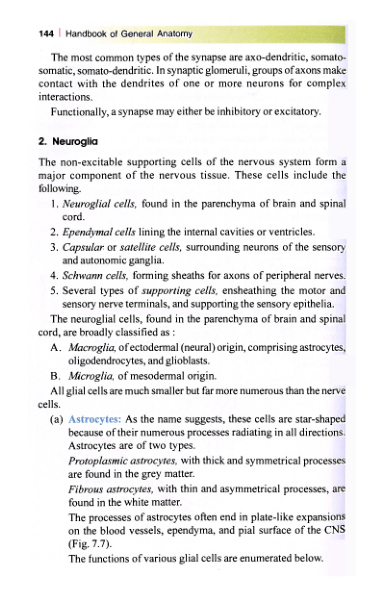 144 | Handbook of General Anatomy
The most common types of the synapse are axo-dendritic, somato-
somatic, somato-dendritic. In synaptic glomeruli, groups of axons make
contact with the dendrites of one or more neurons for complex
interactions.
Functionally, a synapse may either be inhibitory or excitatory.
2. Neuroglia
The non-excitable supporting cells of the nervous system form a
major component of the nervous tissue. These cells include the
following.
1. Neuroglial cells, found in the parenchyma of brain and spinal
cord.
2. Ependymal cells lining the internal cavities or ventricles.
3. Capsular or satellite cells, surrounding neurons of the sensory
and autonomic ganglia.
4. Schwann cells, forming sheaths for axons of peripheral nerves.
5. Several types of supporting cells, ensheathing the motor and
sensory nerve terminals, and supporting the sensory epithelia.
The neuroglial cells, found in the parenchyma of brain and spinal
cord, are broadly classified as :
A. Macroglia, of ectodermal (neural) origin, comprising astrocytes,
oligodendrocytes, and glioblasts.
B. Microglia, of mesodermal origin.
All glial cells are much smaller but far more numerous than the nerve
cells.
(a) Astrocytes: As the name suggests, these cells are star-shaped
because of their numerous processes radiating in all directions.
Astrocytes are of two types.
Protoplasmic astrocytes, with thick and symmetrical processes
are found in the grey matter.
Fibrous astrocytes, with thin and asymmetrical processes, are
found in the white matter.
The processes of astrocytes often end in plate-like expansions
on the blood vessels, ependyma, and pial surface of the CNS
(Fig. 7.7).
The functions of various glial cells are enumerated below.